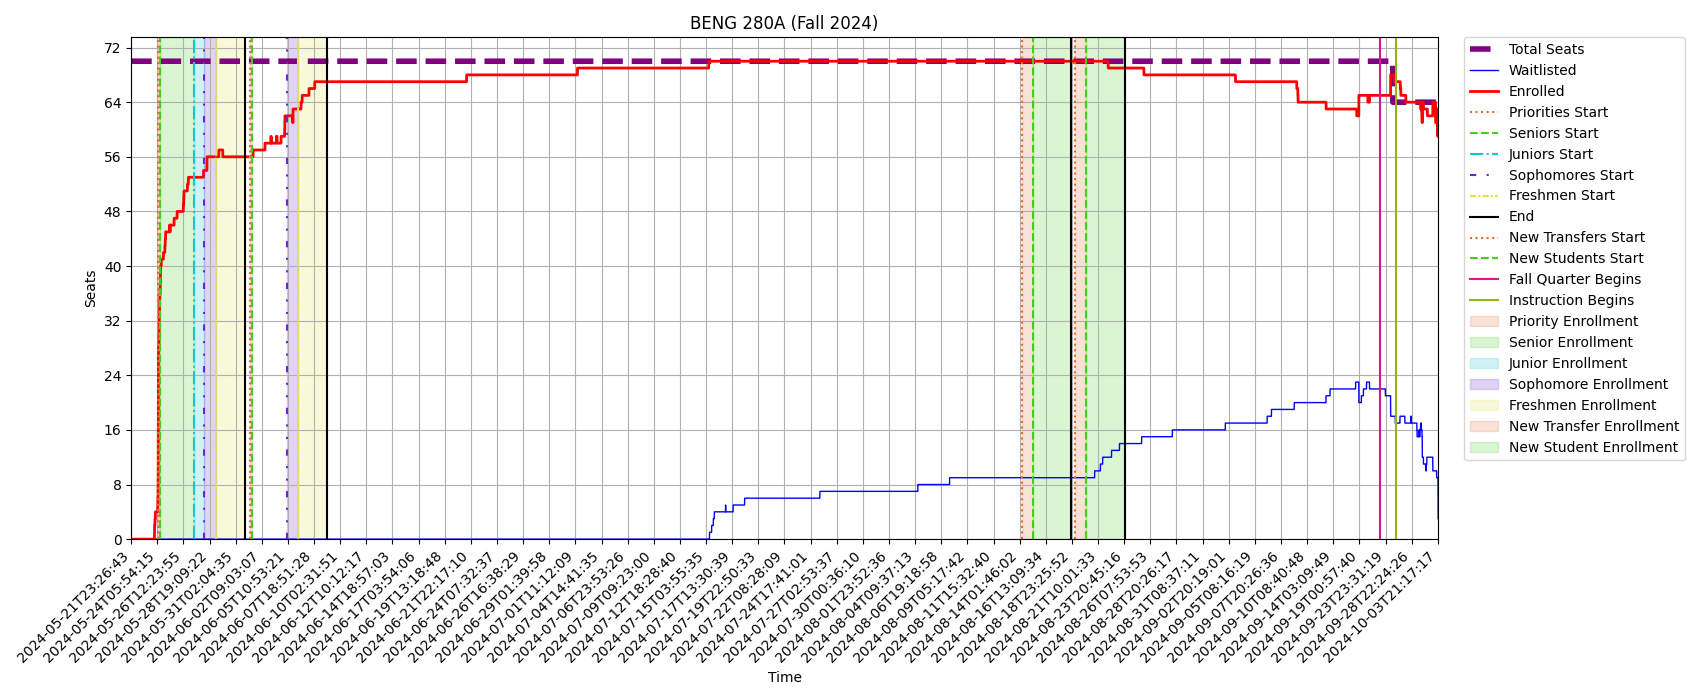 BENG 280A (Fall 2024)
Seats
72
64
56
48
40
32
24
16
8
0
2024-05-21T23:26:43
2024-05-24T05:54:15
2024-05-26T12:23:55
2024-05-28T19:09:22
2024-05-31T02:04:35
2024-06-02T09:03:07
2024-06-05T10:53:21
2024-06-07T18:51:28
2024-06-10T02:31:51
2024-06-12T10:12:17
2024-06-14T18:57:03
2024-06-17T03:54:06
2024-06-19T13:18:48
2024-06-21T22:17:10
2024-06-24T07:32:37
2024-06-26T16:38:29
2024-06-29T01:39:58
2024-07-01T11:12:09
2024-07-04T14:41:35
2024-07-06T23:53:26
2024-07-09T09:23:00
2024-07-12T18:28:40
2024-07-15T03:55:35
2024-07-17T13:30:39
2024-07-19T22:50:33
2024-07-22T08:28:09
2024-07-24T17:41:01
2024-07-27T02:53:37
2024-07-30T00:36:10
2024-08-01T23:52:36
2024-08-04T09:37:13
2024-08-06T19:18:58
2024-08-09T05:17:42
2024-08-11T15:32:40
2024-08-14T01:46:02
2024-08-16T13:09:34
2024-08-18T23:25:52
2024-08-21T10:01:33
2024-08-23T20:45:16
2024-08-26T07:53:53
2024-08-28T20:26:17
2024-08-31T08:37:11
2024-09-02T20:19:01
2024-09-05T08:16:19
2024-09-07T20:26:36
2024-09-10T08:40:48
2024-09-14T03:09:49
2024-09-19T00:57:40
2024-09-23T23:31:19
2024-09-28T22:24:26
2024-10-03T21:17:17
Time
Total Seats
Waitlisted
Enrolled
Priorities Start
Seniors Start
Juniors Start
Sophomores Start
Freshmen Start
End
New Transfers Start
New Students Start
Fall Quarter Begins
Instruction Begins
Priority Enrollment
Senior Enrollment
Junior Enrollment
Sophomore Enrollment
Freshmen Enrollment
New Transfer Enrollment
New Student Enrollment